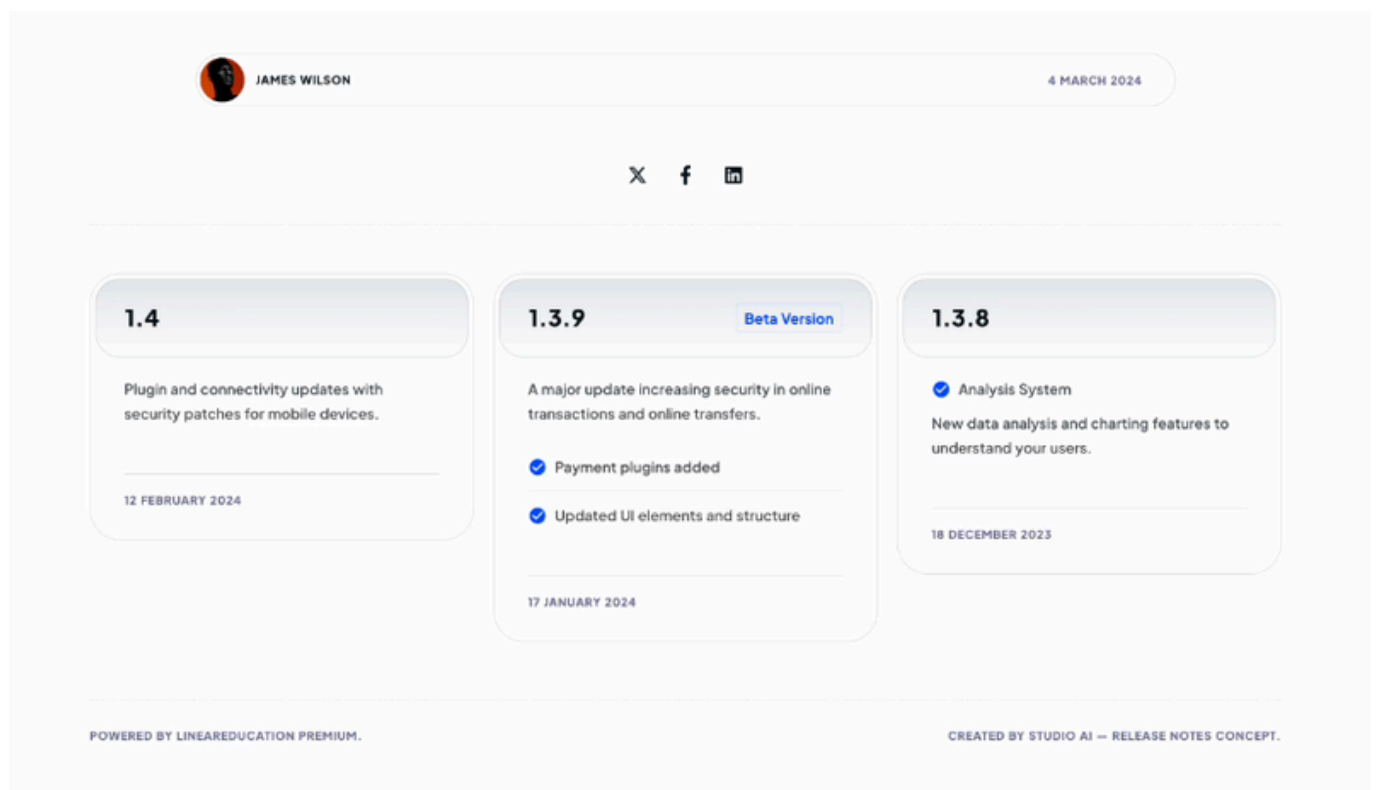 JAMES WILSON
4 MARCH 2024
1.4
Plugin and connectivity updates with
security patches for mobile devices.
12 FEBRUARY 2024
1.3.9
Beta Version
A major update increasing security in online
transactions and online transfers.
Payment plugins added
Updated UI elements and structure
17 JANUARY 2024
1.3.8
Analysis System
New data analysis and charting features to
understand your users.
18 DECEMBER 2023
POWERED BY LINEAREDUCATION PREMIUM.
CREATED BY STUDIO AI — RELEASE NOTES CONCEPT.